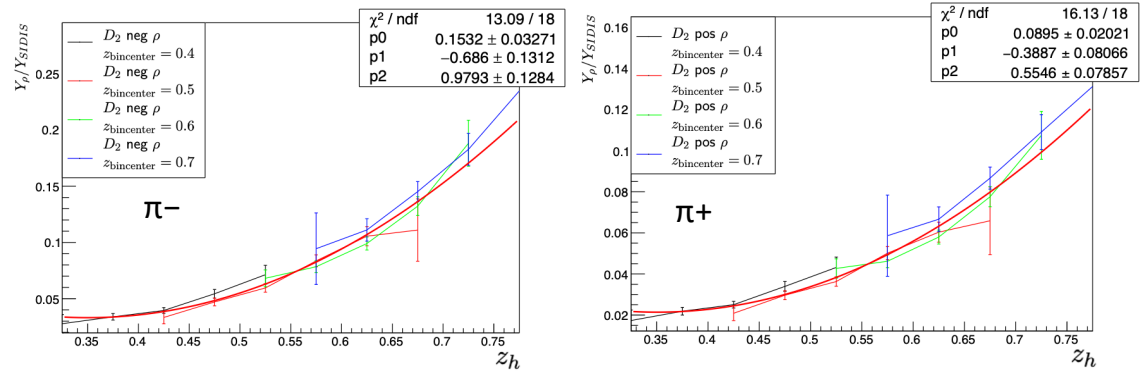 χ² / ndf 13.09 / 18
p0 0.1532 ± 0.03271
p1 −0.686 ± 0.1312
p2 0.9793 ± 0.1284
D₂ neg ρ
z_bincenter = 0.4
D₂ neg ρ
z_bincenter = 0.5
D₂ neg ρ
z_bincenter = 0.6
D₂ neg ρ
z_bincenter = 0.7
Y_ρ/Y_SIDIS
0.25
0.2
0.15
0.1
0.05
π−
0.35 0.4 0.45 0.5 0.55 0.6 0.65 0.7 0.75
z_h
χ² / ndf 16.13 / 18
p0 0.0895 ± 0.02021
p1 −0.3887 ± 0.08066
p2 0.5546 ± 0.07857
D₂ pos ρ
z_bincenter = 0.4
D₂ pos ρ
z_bincenter = 0.5
D₂ pos ρ
z_bincenter = 0.6
D₂ pos ρ
z_bincenter = 0.7
Y_ρ/Y_SIDIS
0.16
0.14
0.12
0.1
0.08
0.06
0.04
0.02
π+
0.35 0.4 0.45 0.5 0.55 0.6 0.65 0.7 0.75
z_h